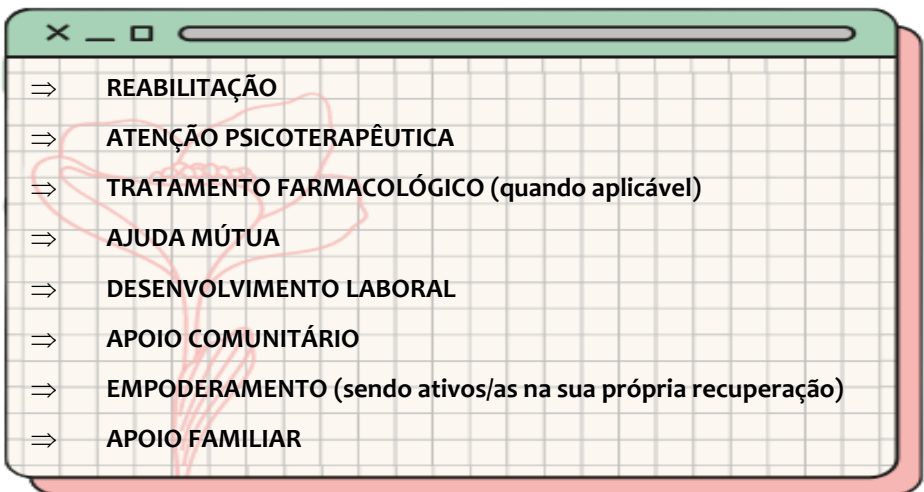 ⇒ REABILITAÇÃO
⇒ ATENÇÃO PSICOTERAPÊUTICA
⇒ TRATAMENTO FARMACOLÓGICO (quando aplicável)
⇒ AJUDA MÚTUA
⇒ DESENVOLVIMENTO LABORAL
⇒ APOIO COMUNITÁRIO
⇒ EMPODERAMENTO (sendo ativos/as na sua própria recuperação)
⇒ APOIO FAMILIAR